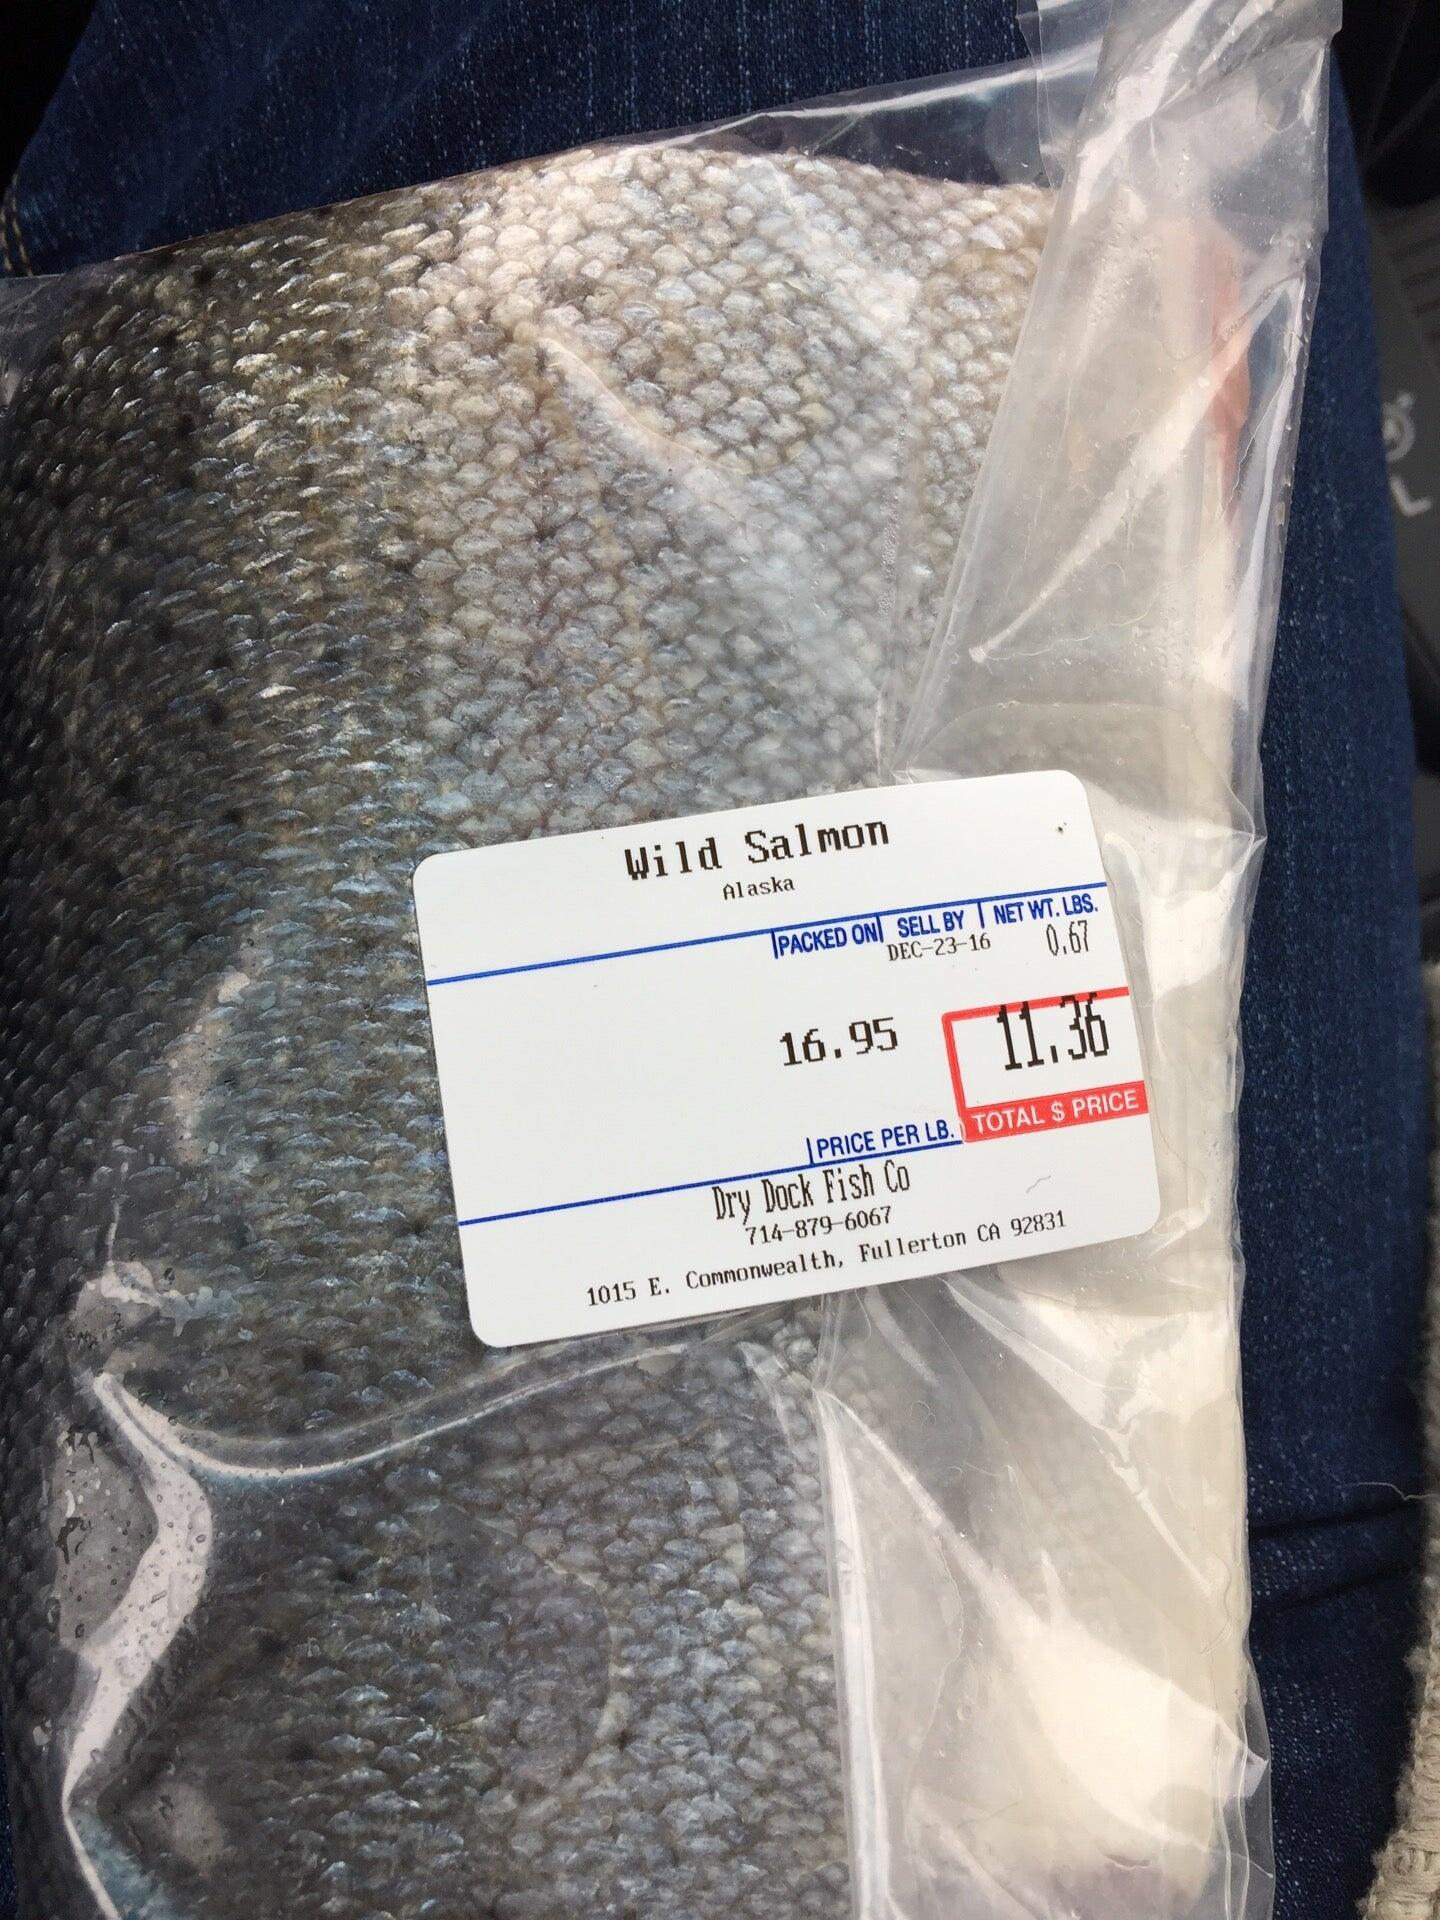 Wild Salmon
Alaska
PACKED ON SELL BY NET WT. LBS.
DEC-23-16 0.67
16.95 11.36
PRICE PER LB. TOTAL $ PRICE
Dry Dock Fish Co
714-879-6067
1015 E. Commonwealth, Fullerton CA 92831